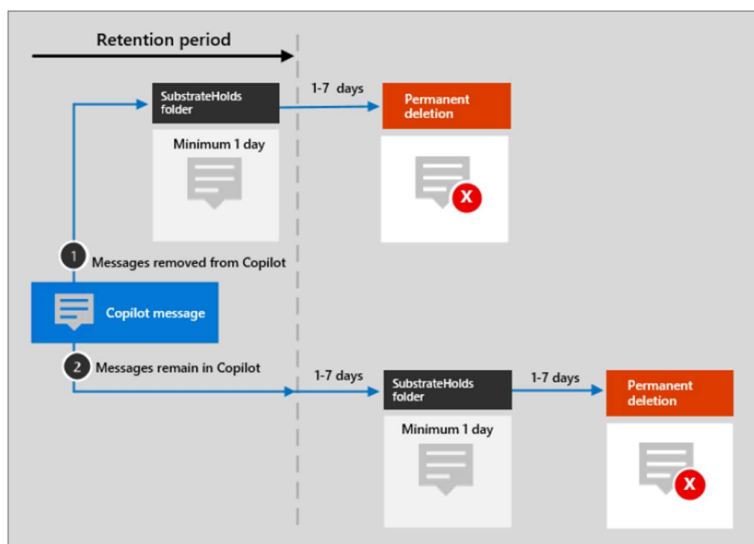 Retention period
SubstrateHolds
folder
1-7 days
Permanent
deletion
Minimum 1 day
X
1
Messages removed from Copilot
Copilot message
2
Messages remain in Copilot
1-7 days
SubstrateHolds
folder
1-7 days
Permanent
deletion
Minimum 1 day
X